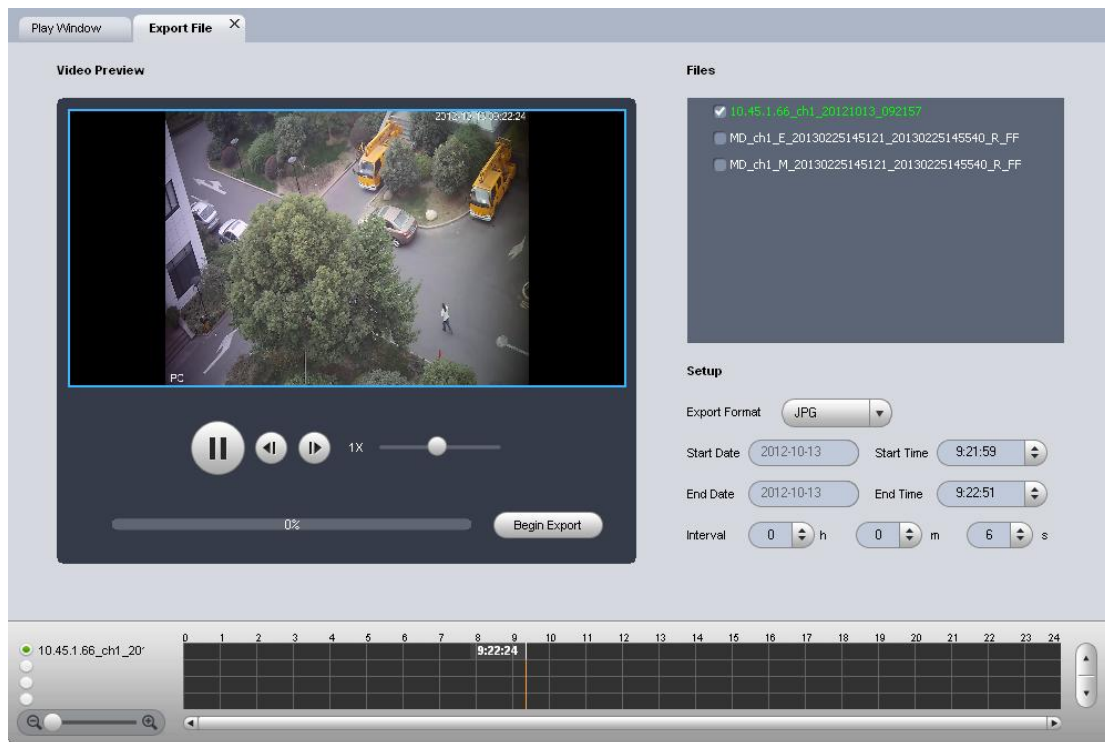 Play Window Export File X
Video Preview
Files
10.45.1.66_ch1_20121013_092157
MD_ch1_E_20130225145121_20130225145540_R_FF
MD_ch1_M_20130225145121_20130225145540_R_FF
PC
1X
0%
Begin Export
Setup
Export Format JPG
Start Date 2012-10-13 Start Time 9:21:59
End Date 2012-10-13 End Time 9:22:51
Interval 0 h 0 m 6 s
0 1 2 3 4 5 6 7 8 9 10 11 12 13 14 15 16 17 18 19 20 21 22 23 24
10.45.1.66_ch1_20
9:22:24